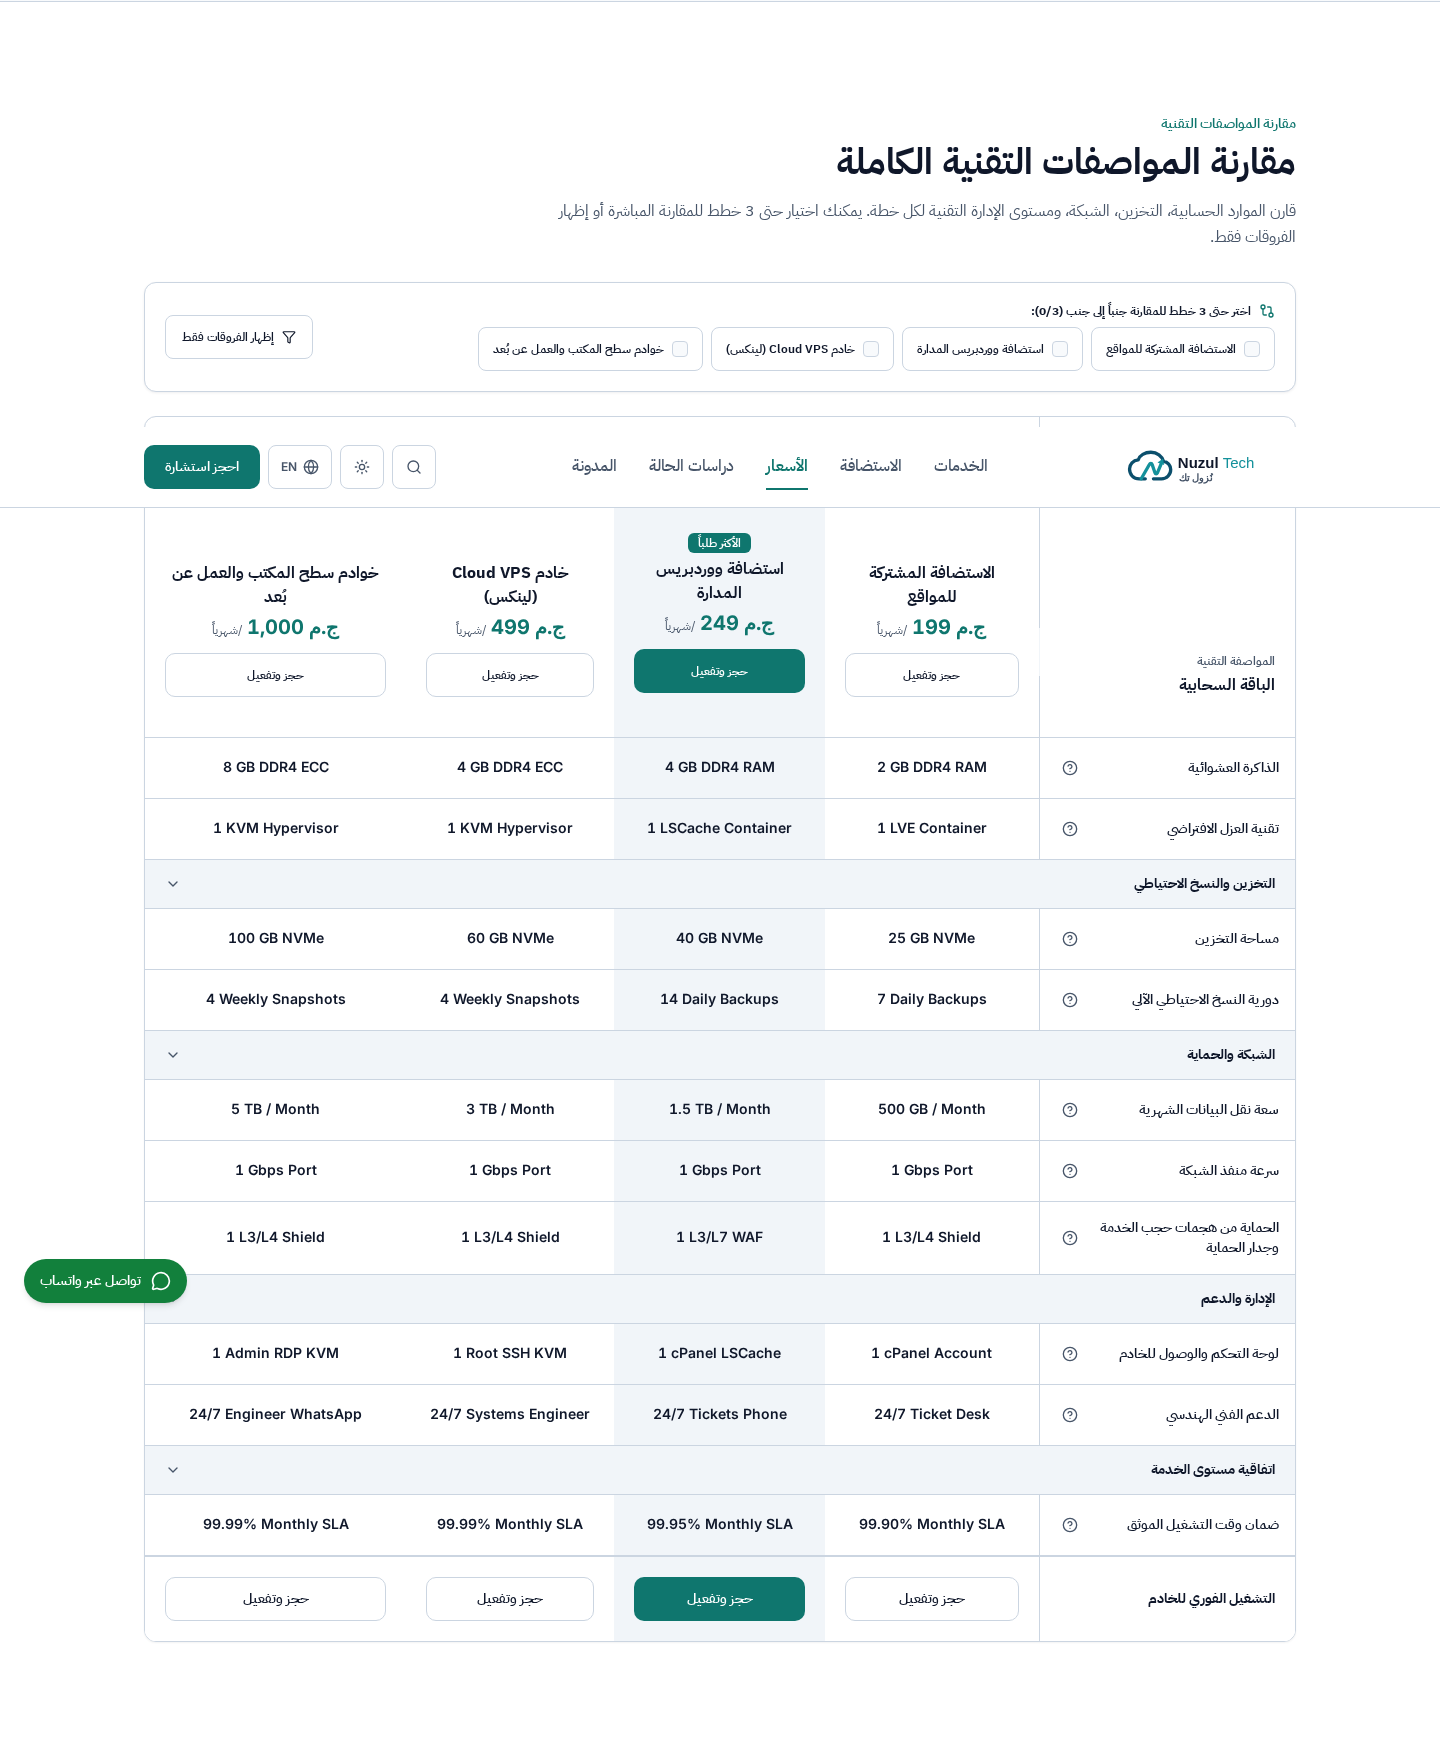 مقارنة المواصفات التقنية
مقارنة المواصفات التقنية الكاملة
قارن الموارد الحسابية، التخزين، الشبكة، ومستوى الإدارة التقنية لكل خطة. يمكنك اختيار حتى 3 خطط للمقارنة المباشرة أو إظهار
الفروقات فقط.
اختر حتى 3 خطط للمقارنة جنباً إلى جنب (0/3):
الاستضافة المشتركة للمواقع
استضافة ووردبريس المدارة
خادم Cloud VPS (لينكس)
خوادم سطح المكتب والعمل عن بُعد
إظهار الفروقات فقط
Nuzul Tech
نُزول تك
الخدمات
الاستضافة
الأسعار
دراسات الحالة
المدونة
EN
احجز استشارة
المواصفة التقنية
الباقة السحابية
الاستضافة المشتركة
للمواقع
ج.م 199 /شهرياً
حجز وتفعيل
الأكثر طلباً
استضافة ووردبريس
المدارة
ج.م 249 /شهرياً
حجز وتفعيل
خادم Cloud VPS
(لينكس)
ج.م 499 /شهرياً
حجز وتفعيل
خوادم سطح المكتب والعمل عن
بُعد
ج.م 1,000 /شهرياً
حجز وتفعيل
الذاكرة العشوائية
2 GB DDR4 RAM
4 GB DDR4 RAM
4 GB DDR4 ECC
8 GB DDR4 ECC
تقنية العزل الافتراضي
1 LVE Container
1 LSCache Container
1 KVM Hypervisor
1 KVM Hypervisor
التخزين والنسخ الاحتياطي
مساحة التخزين
25 GB NVMe
40 GB NVMe
60 GB NVMe
100 GB NVMe
دورية النسخ الاحتياطي الآلي
7 Daily Backups
14 Daily Backups
4 Weekly Snapshots
4 Weekly Snapshots
الشبكة والحماية
سعة نقل البيانات الشهرية
500 GB / Month
1.5 TB / Month
3 TB / Month
5 TB / Month
سرعة منفذ الشبكة
1 Gbps Port
1 Gbps Port
1 Gbps Port
1 Gbps Port
الحماية من هجمات حجب الخدمة
وجدار الحماية
1 L3/L4 Shield
1 L3/L7 WAF
1 L3/L4 Shield
1 L3/L4 Shield
تواصل عبر واتساب
الإدارة والدعم
لوحة التحكم والوصول للخادم
1 cPanel Account
1 cPanel LSCache
1 Root SSH KVM
1 Admin RDP KVM
الدعم الفني الهندسي
24/7 Ticket Desk
24/7 Tickets Phone
24/7 Systems Engineer
24/7 Engineer WhatsApp
اتفاقية مستوى الخدمة
ضمان وقت التشغيل الموثق
99.90% Monthly SLA
99.95% Monthly SLA
99.99% Monthly SLA
99.99% Monthly SLA
التشغيل الفوري للخادم
حجز وتفعيل
حجز وتفعيل
حجز وتفعيل
حجز وتفعيل